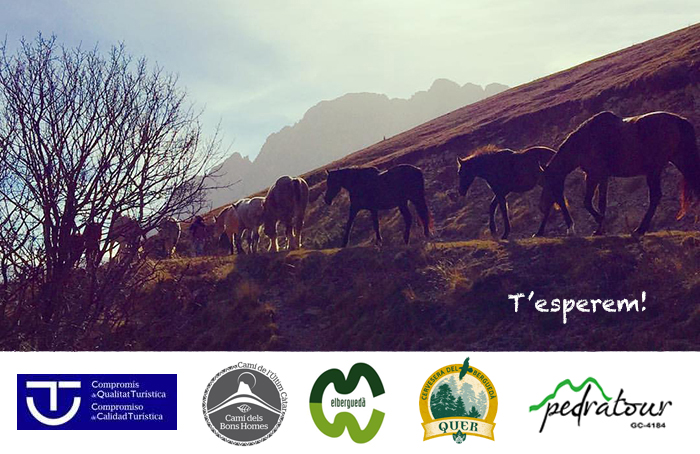 T'esperem!
Compromís
de Qualitat Turística
Compromiso
de Calidad Turística
Camí de l'Últim Càtar
Camí dels
Bons Homes
elberguedà
CERVESERA DEL BERGUEDÀ
QUER
pedratour
GC-4184